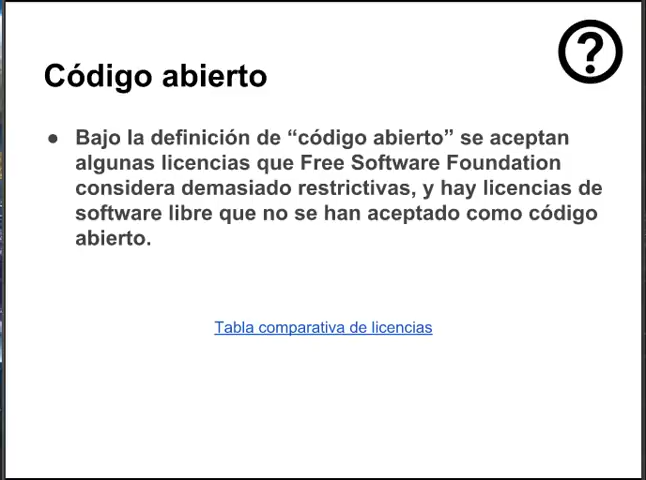 Código abierto
● Bajo la definición de “código abierto” se aceptan
algunas licencias que Free Software Foundation
considera demasiado restrictivas, y hay licencias de
software libre que no se han aceptado como código
abierto.
Tabla comparativa de licencias